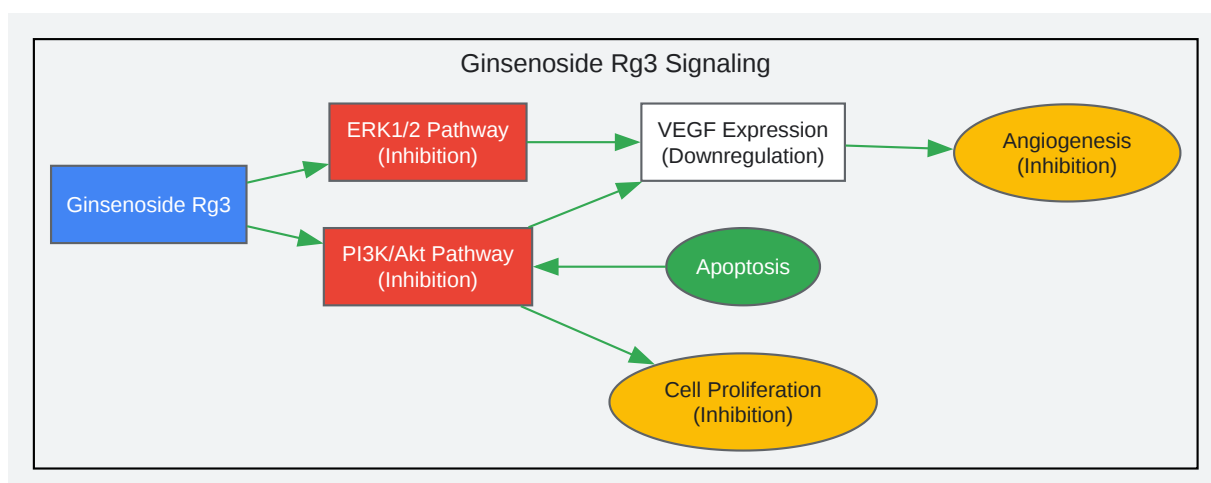 Ginsenoside Rg3 Signaling
Ginsenoside Rg3
ERK1/2 Pathway
(Inhibition)
PI3K/Akt Pathway
(Inhibition)
VEGF Expression
(Downregulation)
Apoptosis
Cell Proliferation
(Inhibition)
Angiogenesis
(Inhibition)